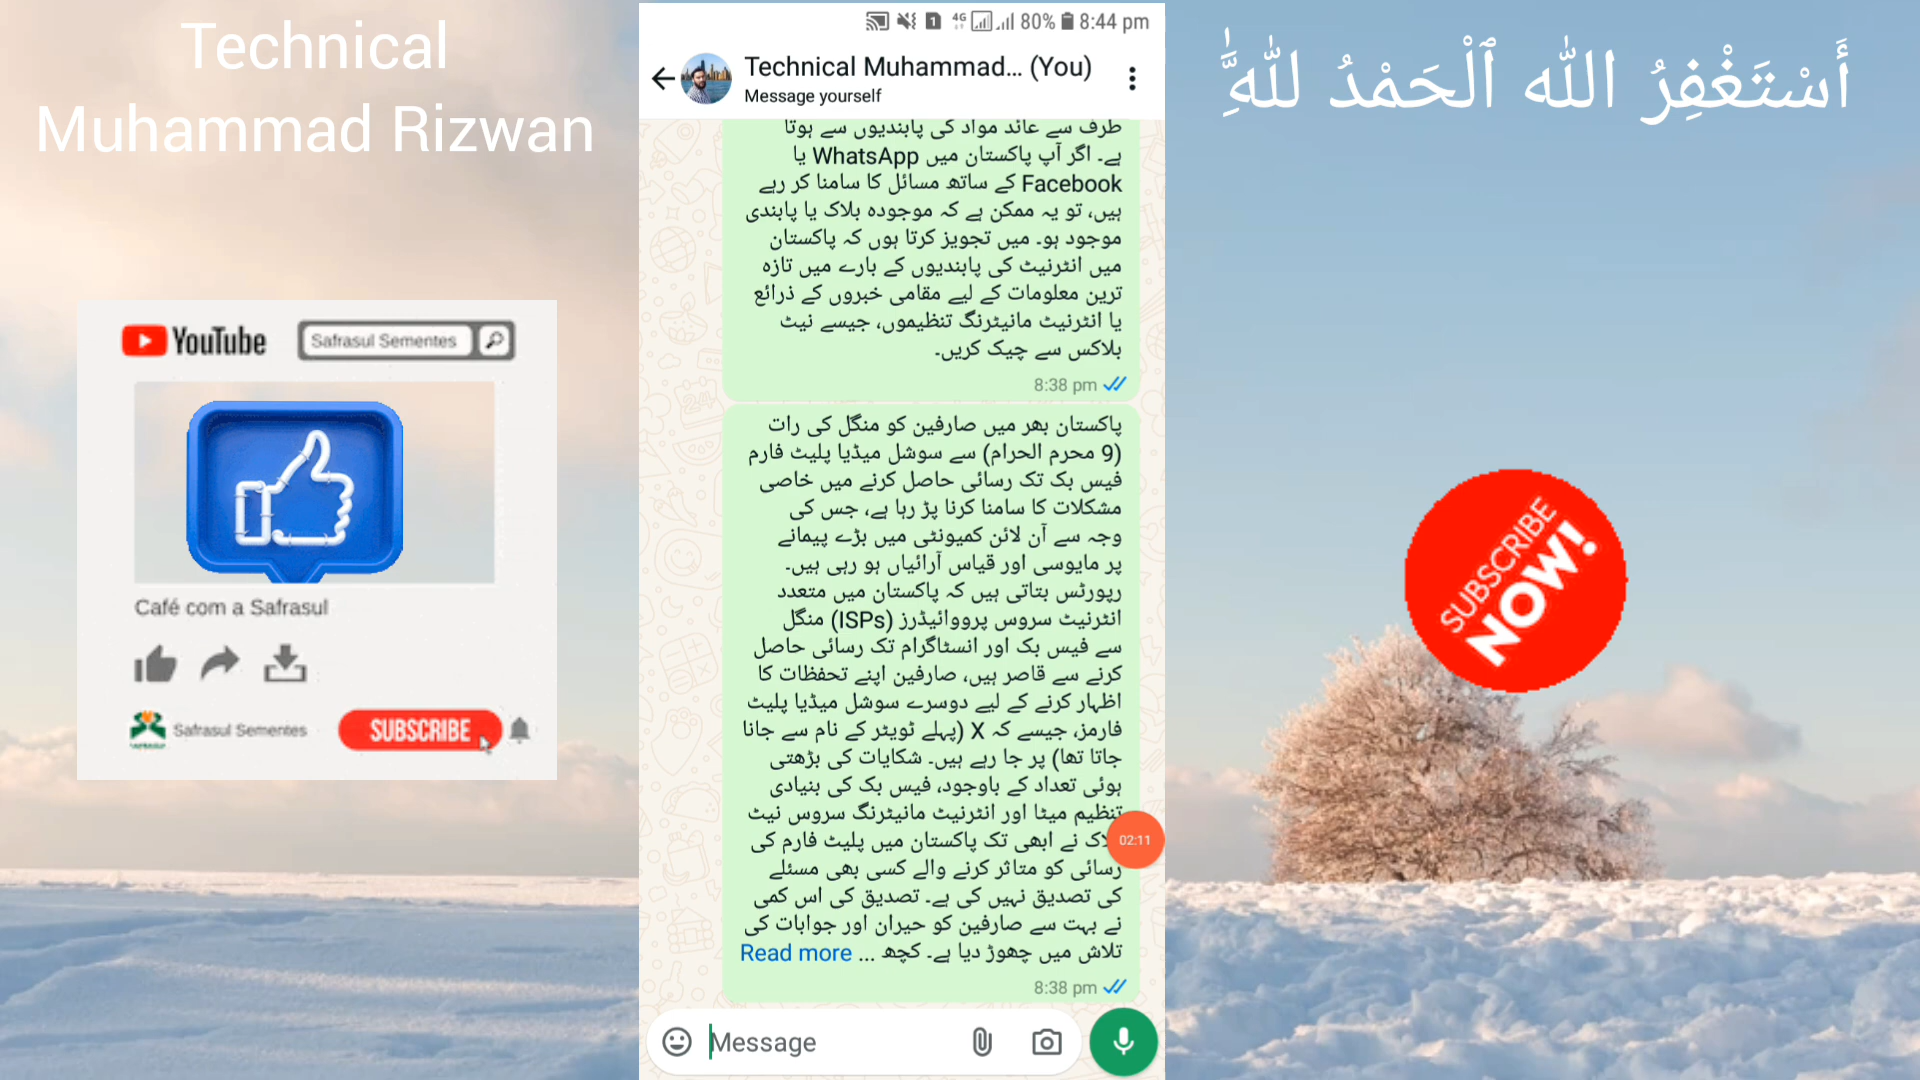 Technical
Muhammad Rizwan
YouTube
Safrasul Sementes
Café com a Safrasul
Safrasul Sementes
SUBSCRIBE
1 4G 80% 8:44 pm
Technical Muhammad... (You)
Message yourself
طرف سے عائد مواد کی پابندیوں سے ہوتا
ہے۔ اگر آپ پاکستان میں WhatsApp یا
Facebook کے ساتھ مسائل کا سامنا کر رہے
ہیں، تو یہ ممکن ہے کہ موجودہ بلاک یا پابندی
موجود ہو۔ میں تجویز کرتا ہوں کہ پاکستان
میں انٹرنیٹ کی پابندیوں کے بارے میں تازہ
ترین معلومات کے لیے مقامی خبروں کے ذرائع
یا انٹرنیٹ مانیٹرنگ تنظیموں، جیسے نیٹ
بلاکس سے چیک کریں۔
8:38 pm
پاکستان بھر میں صارفین کو منگل کی رات
(9 محرم الحرام) سے سوشل میڈیا پلیٹ فارم
فیس بک تک رسائی حاصل کرنے میں خاصی
مشکلات کا سامنا کرنا پڑ رہا ہے، جس کی
وجہ سے آن لائن کمیونٹی میں بڑے پیمانے
پر مایوسی اور قیاس آرائیاں ہو رہی ہیں۔
رپورٹس بتاتی ہیں کہ پاکستان میں متعدد
انٹرنیٹ سروس پرووائیڈرز (ISPs) منگل
سے فیس بک اور انسٹاگرام تک رسائی حاصل
کرنے سے قاصر ہیں، صارفین اپنے تحفظات کا
اظہار کرنے کے لیے دوسرے سوشل میڈیا پلیٹ
فارمز، جیسے کہ X (پہلے ٹویٹر کے نام سے جانا
جاتا تھا) پر جا رہے ہیں۔ شکایات کی بڑھتی
ہوئی تعداد کے باوجود، فیس بک کی بنیادی
تنظیم میٹا اور انٹرنیٹ مانیٹرنگ سروس نیٹ
نے ابھی تک پاکستان میں پلیٹ فارم کی
02:11
رسائی کو متاثر کرنے والے کسی بھی مسئلے
کی تصدیق نہیں کی ہے۔ تصدیق کی اس کمی
نے بہت سے صارفین کو حیران اور جوابات کی
تلاش میں چھوڑ دیا ہے۔ کچھ ... Read more
8:38 pm
Message
أَسْتَغْفِرُ اللّٰه ٱلْحَمْدُ لِلّٰهِ
SUBSCRIBE
NOW!